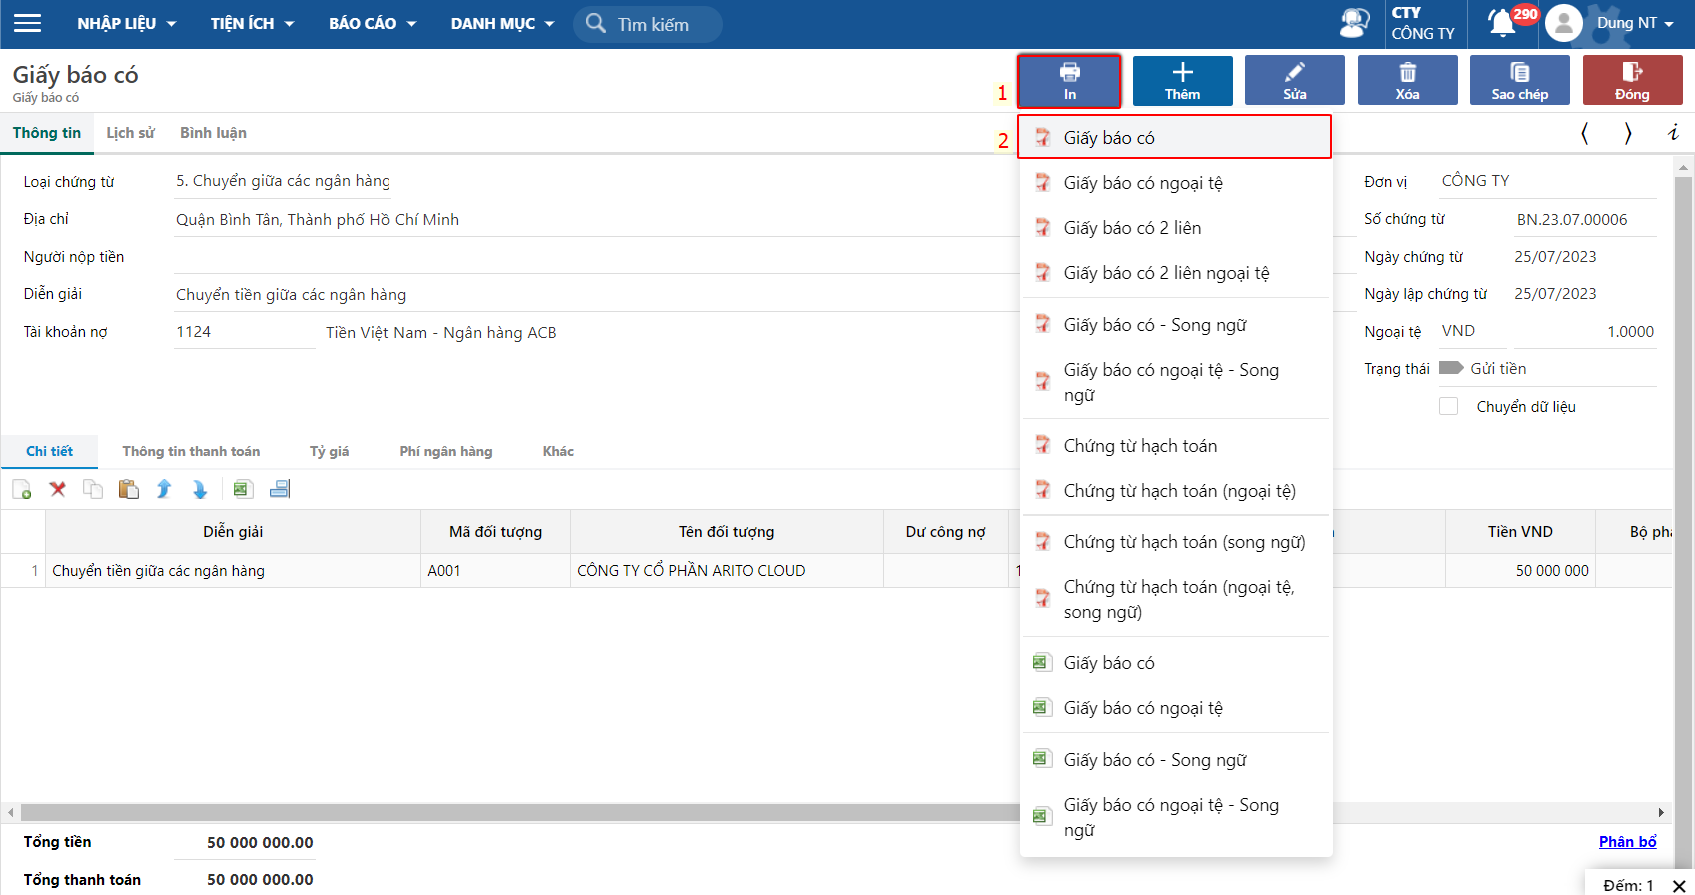 NHẬP LIỆU
TIỆN ÍCH
BÁO CÁO
DANH MỤC
Tìm kiếm
CTY
CÔNG TY
290
Dung NT
Giấy báo có
Giấy báo có
1
In
Thêm
Sửa
Xóa
Sao chép
Đóng
Thông tin
Lịch sử
Bình luận
2
Giấy báo có
Giấy báo có ngoại tệ
Giấy báo có 2 liên
Giấy báo có 2 liên ngoại tệ
Giấy báo có - Song ngữ
Giấy báo có ngoại tệ - Song
ngữ
Chứng từ hạch toán
Chứng từ hạch toán (ngoại tệ)
Chứng từ hạch toán (song ngữ)
Chứng từ hạch toán (ngoại tệ,
song ngữ)
Giấy báo có
Giấy báo có ngoại tệ
Giấy báo có - Song ngữ
Giấy báo có ngoại tệ - Song
ngữ
Loại chứng từ 5. Chuyển giữa các ngân hàng
Địa chỉ Quận Bình Tân, Thành phố Hồ Chí Minh
Người nộp tiền
Diễn giải Chuyển tiền giữa các ngân hàng
Tài khoản nợ 1124 Tiền Việt Nam - Ngân hàng ACB
Đơn vị CÔNG TY
Số chứng từ BN.23.07.00006
Ngày chứng từ 25/07/2023
Ngày lập chứng từ 25/07/2023
Ngoại tệ VND 1.0000
Trạng thái Gửi tiền
Chuyển dữ liệu
Chi tiết
Thông tin thanh toán
Tỷ giá
Phí ngân hàng
Khác
Diễn giải Mã đối tượng Tên đối tượng Dư công nợ Tiền VND Bộ
1 Chuyển tiền giữa các ngân hàng A001 CÔNG TY CỔ PHẦN ARITO CLOUD 50 000 000
Tổng tiền 50 000 000.00
Phân bổ
Tổng thanh toán 50 000 000.00
Đếm: 1